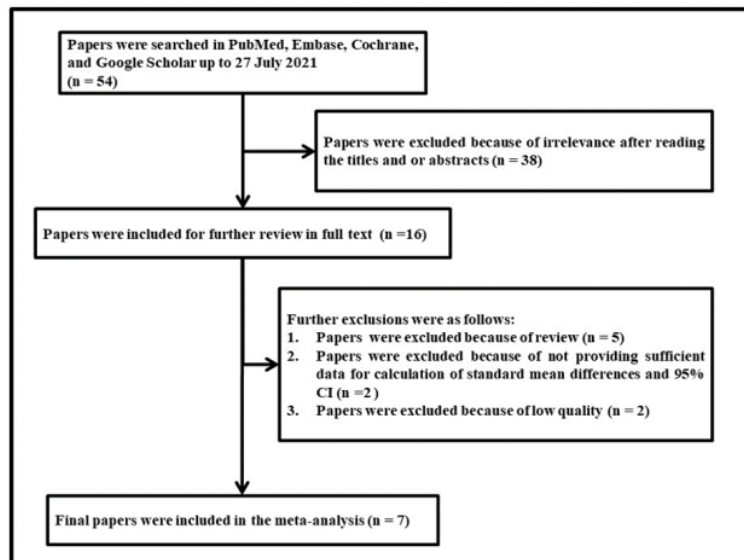 Papers were searched in PubMed, Embase, Cochrane,
and Google Scholar up to 27 July 2021
(n = 54)
Papers were excluded because of irrelevance after reading
the titles and or abstracts (n = 38)
Papers were included for further review in full text (n =16)
Further exclusions were as follows:
1. Papers were excluded because of review (n = 5)
2. Papers were excluded because of not providing sufficient
data for calculation of standard mean differences and 95%
CI (n =2 )
3. Papers were excluded because of low quality (n = 2)
Final papers were included in the meta-analysis (n = 7)